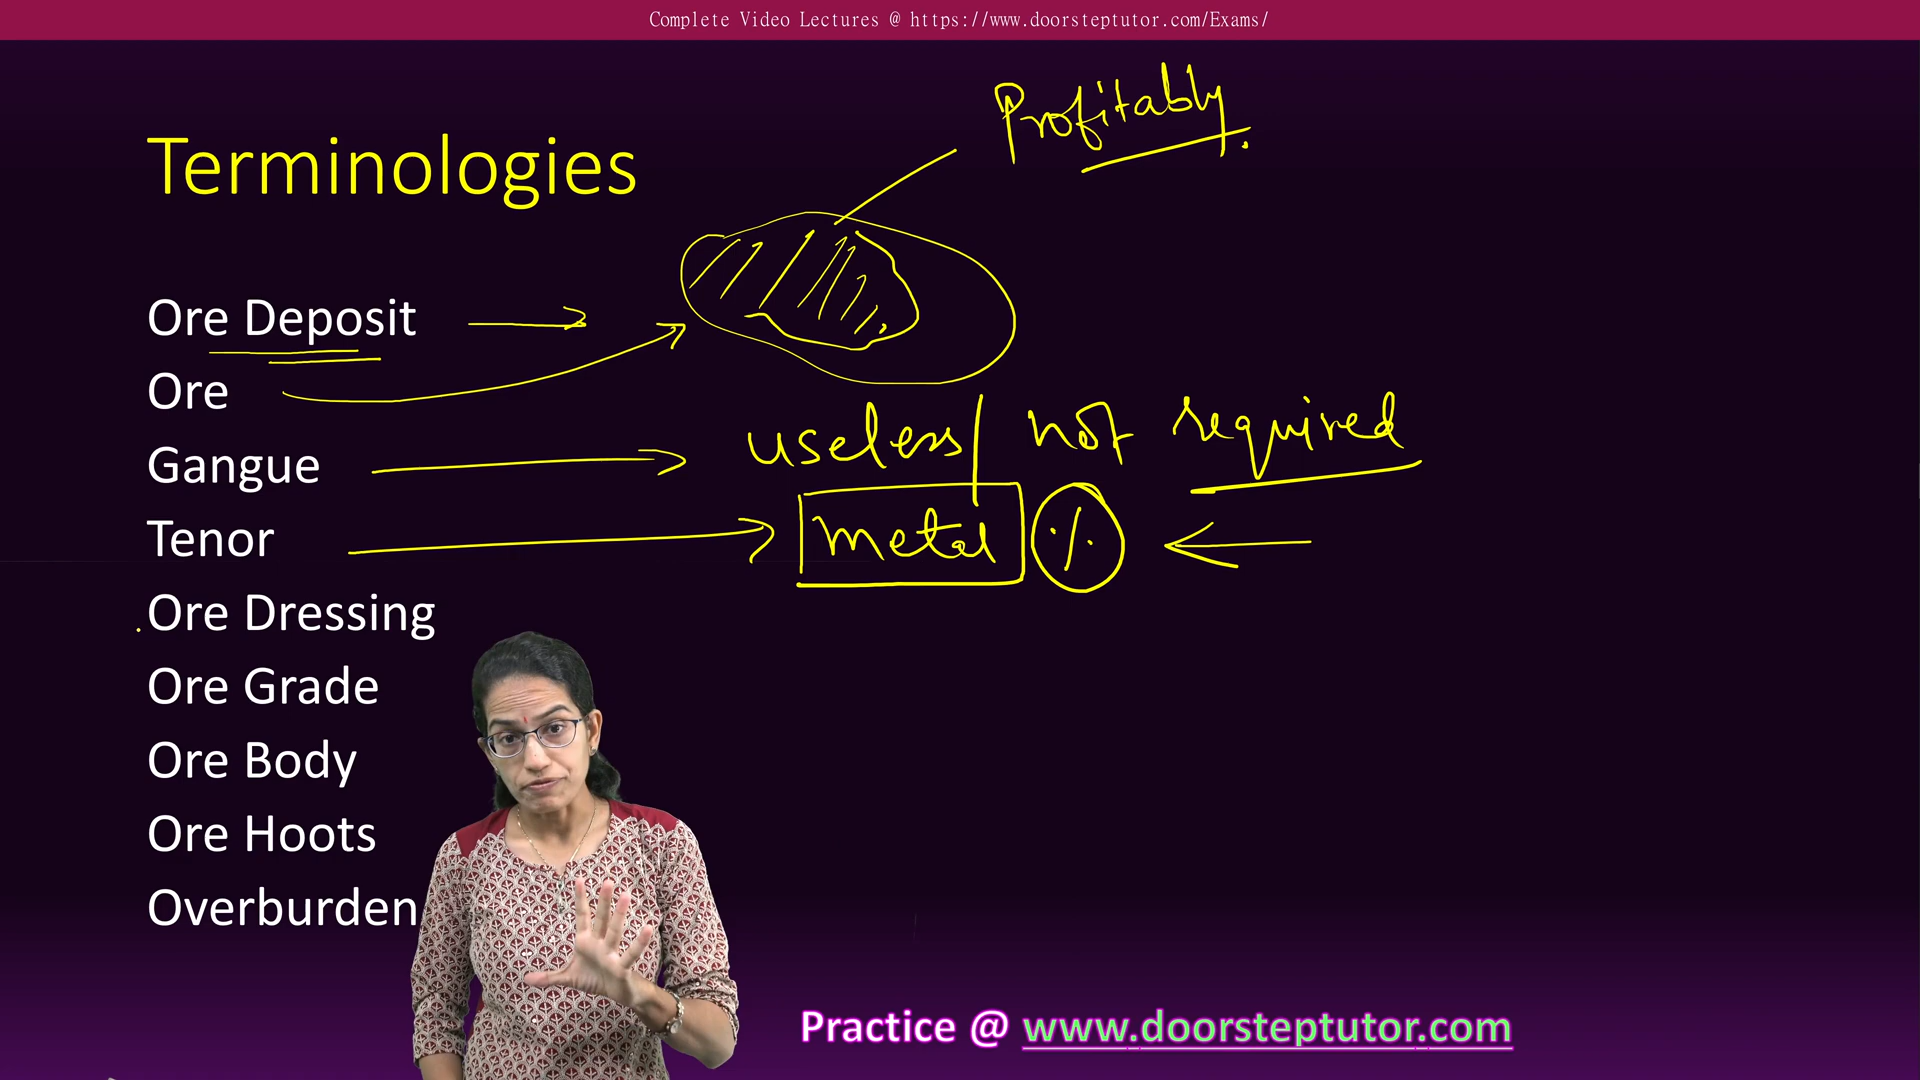 Complete Video Lectures @ https://www.doorsteptutor.com/Exams/
Profitably.
Terminologies
Ore Deposit
Ore
Gangue
useless/ not required
Tenor
metal %
Ore Dressing
Ore Grade
Ore Body
Ore Hoots
Overburden
Practice @ www.doorsteptutor.com